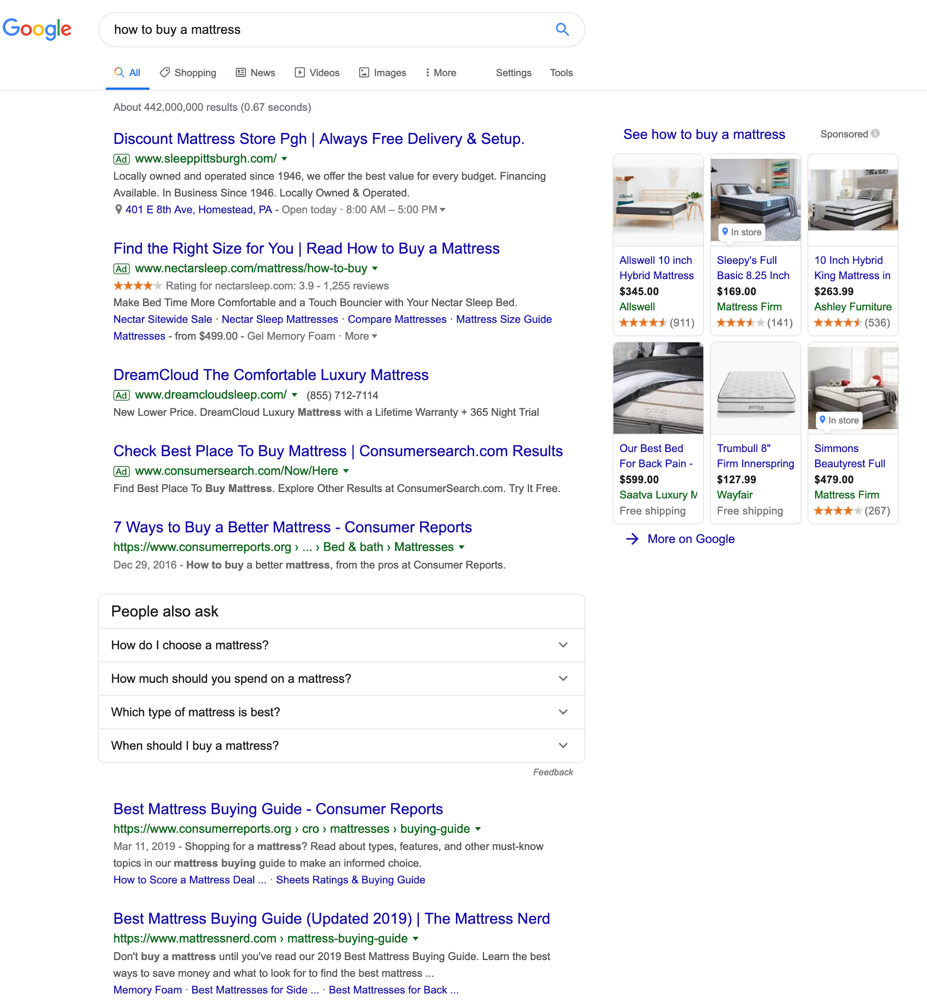 Google
how to buy a mattress
All
Shopping
News
Videos
Images
More
Settings
Tools
About 442,000,000 results (0.67 seconds)
Discount Mattress Store Pgh | Always Free Delivery & Setup.
Ad www.sleeppittsburgh.com/
Locally owned and operated since 1946, we offer the best value for every budget. Financing
Available. In Business Since 1946. Locally Owned & Operated.
401 E 8th Ave, Homestead, PA - Open today · 8:00 AM – 5:00 PM
Find the Right Size for You | Read How to Buy a Mattress
Ad www.nectarsleep.com/mattress/how-to-buy
Rating for nectarsleep.com: 3.9 - 1,255 reviews
Make Bed Time More Comfortable and a Touch Bouncier with Your Nectar Sleep Bed.
Nectar Sitewide Sale · Nectar Sleep Mattresses · Compare Mattresses · Mattress Size Guide
Mattresses - from $499.00 - Gel Memory Foam · More
DreamCloud The Comfortable Luxury Mattress
Ad www.dreamcloudsleep.com/ (855) 712-7114
New Lower Price. DreamCloud Luxury Mattress with a Lifetime Warranty + 365 Night Trial
Check Best Place To Buy Mattress | Consumersearch.com Results
Ad www.consumersearch.com/Now/Here
Find Best Place To Buy Mattress. Explore Other Results at ConsumerSearch.com. Try It Free.
7 Ways to Buy a Better Mattress - Consumer Reports
https://www.consumerreports.org › ... › Bed & bath › Mattresses
Dec 29, 2016 - How to buy a better mattress, from the pros at Consumer Reports.
People also ask
How do I choose a mattress?
How much should you spend on a mattress?
Which type of mattress is best?
When should I buy a mattress?
Feedback
Best Mattress Buying Guide - Consumer Reports
https://www.consumerreports.org › cro › mattresses › buying-guide
Mar 11, 2019 - Shopping for a mattress? Read about types, features, and other must-know
topics in our mattress buying guide to make an informed choice.
How to Score a Mattress Deal ... · Sheets Ratings & Buying Guide
Best Mattress Buying Guide (Updated 2019) | The Mattress Nerd
https://www.mattressnerd.com › mattress-buying-guide
Don't buy a mattress until you've read our 2019 Best Mattress Buying Guide. Learn the best
ways to save money and what to look for to find the best mattress ...
Memory Foam · Best Mattresses for Side ... · Best Mattresses for Back ...
See how to buy a mattress
Sponsored
Allswell
Allswell
Allswell 10 inch
Hybrid Mattress
$345.00
Allswell
(911)
In store
Sleepy's Full
Basic 8.25 Inch
$169.00
Mattress Firm
(141)
10 Inch Hybrid
King Mattress in
$263.99
Ashley Furniture
(536)
saatva
Our Best Bed
For Back Pain -
$599.00
Saatva Luxury M
Free shipping
jenna
Trumbull 8"
Firm Innerspring
$127.99
Wayfair
Free shipping
In store
Simmons
Beautyrest Full
$479.00
Mattress Firm
(267)
More on Google